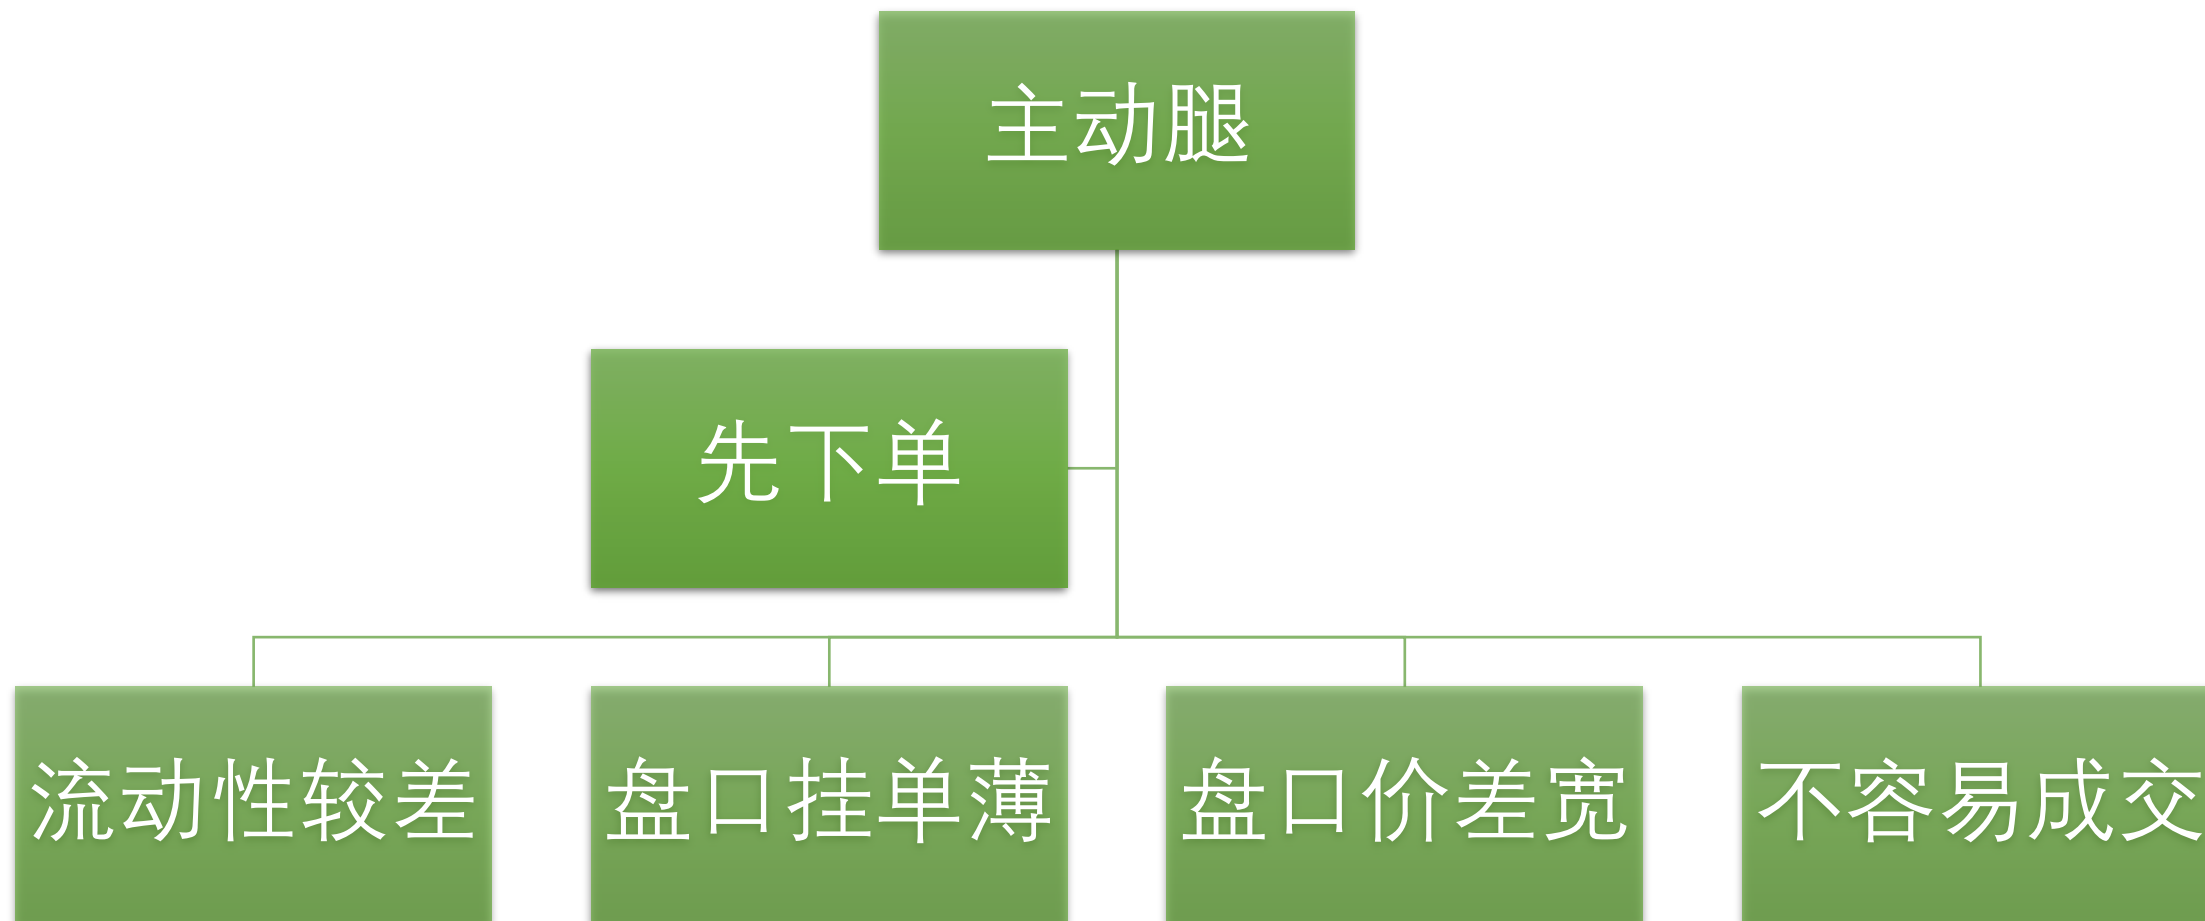 主动腿
先下单
流动性较差
盘口挂单薄
盘口价差宽
不容易成交